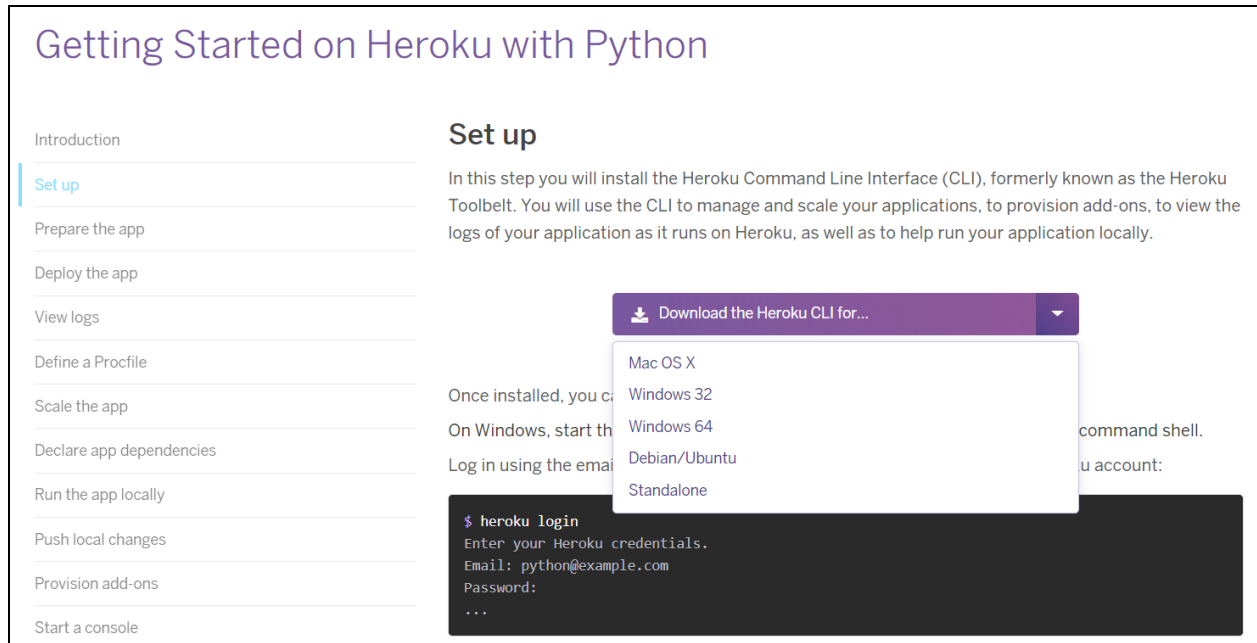 Getting Started on Heroku with Python
Introduction
Set up
Prepare the app
Deploy the app
View logs
Define a Procfile
Scale the app
Declare app dependencies
Run the app locally
Push local changes
Provision add-ons
Start a console
Set up
In this step you will install the Heroku Command Line Interface (CLI), formerly known as the Heroku
Toolbelt. You will use the CLI to manage and scale your applications, to provision add-ons, to view the
logs of your application as it runs on Heroku, as well as to help run your application locally.
Download the Heroku CLI for...
Mac OS X
Windows 32
Windows 64
Debian/Ubuntu
Standalone
Once installed, you
On Windows, start command shell.
Log in using the account:
$ heroku login
Enter your Heroku credentials.
Email: python@example.com
Password:
...